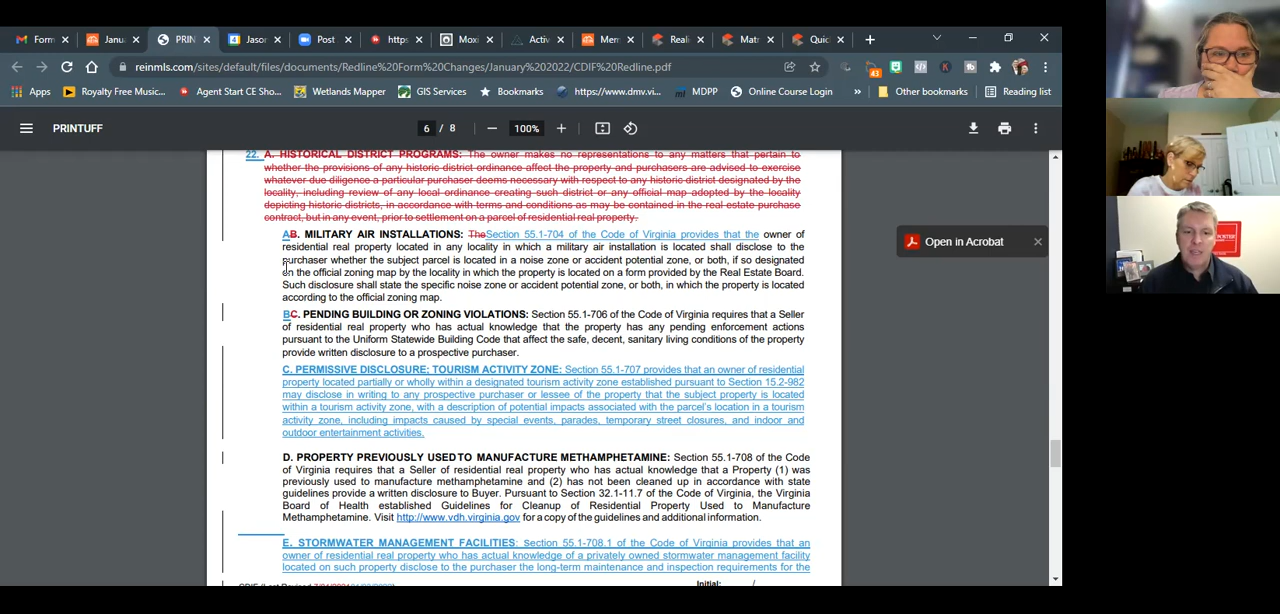 Form
Janua
PRIN
Jason
Post
https
Moxi
Activ
Mem
Reali
Matr
Quic
reinmls.com/sites/default/files/documents/Redline%20Form%20Changes/January%202022/CDIF%20Redline.pdf
43
Apps
Royalty Free Music...
Agent Start CE Sho...
Wetlands Mapper
GIS Services
Bookmarks
https://www.dmv.vi...
MDPP
Online Course Login
»
Other bookmarks
Reading list
PRINTUFF
6 / 8
100%
22. A. HISTORICAL DISTRICT PROGRAMS: The owner makes no representations to any matters that pertain to
whether the provisions of any historic district ordinance affect the property and purchasers are advised to exercise
whatever due diligence a particular purchaser deems necessary with respect to any historic district designated by the
locality, including review of any local ordinance creating such district or any official map adopted by the locality
depicting historic districts, in accordance with terms and conditions as may be contained in the real estate purchase
contract, but in any event, prior to settlement on a parcel of residential real property.
AB. MILITARY AIR INSTALLATIONS: TheSection 55.1-704 of the Code of Virginia provides that the owner of
residential real property located in any locality in which a military air installation is located shall disclose to the
purchaser whether the subject parcel is located in a noise zone or accident potential zone, or both, if so designated
on the official zoning map by the locality in which the property is located on a form provided by the Real Estate Board.
Such disclosure shall state the specific noise zone or accident potential zone, or both, in which the property is located
according to the official zoning map.
BC. PENDING BUILDING OR ZONING VIOLATIONS: Section 55.1-706 of the Code of Virginia requires that a Seller
of residential real property who has actual knowledge that the property has any pending enforcement actions
pursuant to the Uniform Statewide Building Code that affect the safe, decent, sanitary living conditions of the property
provide written disclosure to a prospective purchaser.
C. PERMISSIVE DISCLOSURE; TOURISM ACTIVITY ZONE: Section 55.1-707 provides that an owner of residential
property located partially or wholly within a designated tourism activity zone established pursuant to Section 15.2-982
may disclose in writing to any prospective purchaser or lessee of the property that the subject property is located
within a tourism activity zone, with a description of potential impacts associated with the parcel's location in a tourism
activity zone, including impacts caused by special events, parades, temporary street closures, and indoor and
outdoor entertainment activities.
D. PROPERTY PREVIOUSLY USED TO MANUFACTURE METHAMPHETAMINE: Section 55.1-708 of the Code
of Virginia requires that a Seller of residential real property who has actual knowledge that a Property (1) was
previously used to manufacture methamphetamine and (2) has not been cleaned up in accordance with state
guidelines provide a written disclosure to Buyer. Pursuant to Section 32.1-11.7 of the Code of Virginia, the Virginia
Board of Health established Guidelines for Cleanup of Residential Property Used to Manufacture
Methamphetamine. Visit http://www.vdh.virginia.gov for a copy of the guidelines and additional information.
E. STORMWATER MANAGEMENT FACILITIES: Section 55.1-708.1 of the Code of Virginia provides that an
owner of residential real property who has actual knowledge of a privately owned stormwater management facility
located on such property disclose to the purchaser the long-term maintenance and inspection requirements for the
Initial:
Open in Acrobat